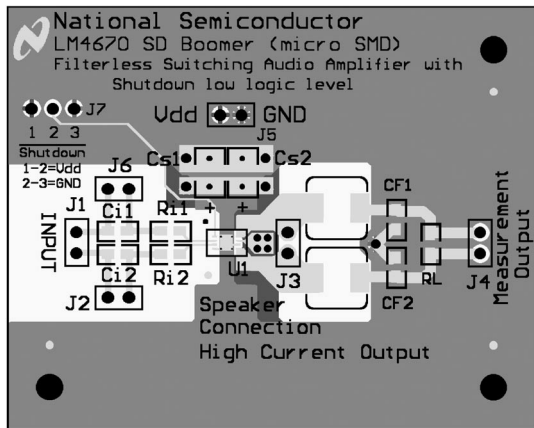 National Semiconductor
LM4670 SD Boomer (micro SMD)
Filterless Switching Audio Amplifier with
Shutdown low logic level
J7
1 2 3
Vdd GND
J5
Shutdown
1-2=Vdd
2-3=GND
Cs1 Cs2
J6
J1 Ci1 Ri1 + + CF1
INPUT
U1 J3 RL J4
Measurement Output
Ci2 Ri2
J2 CF2
Speaker
Connection
High Current Output